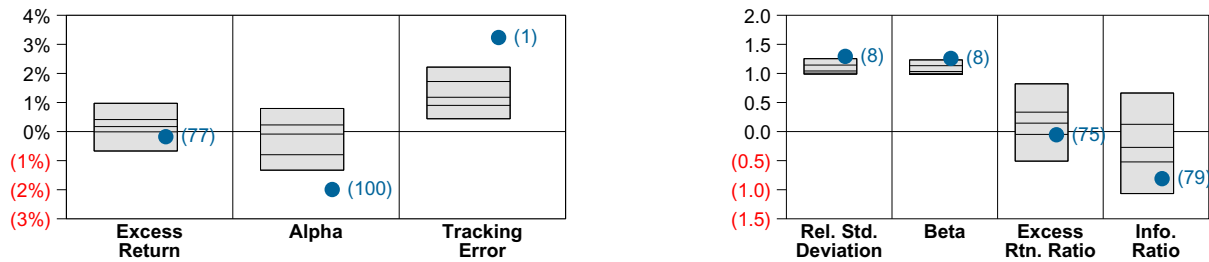 4%
3%
2%
1%
0%
(1%)
(2%)
(3%)
(77)
(100)
(1)
Excess
Return
Alpha
Tracking
Error
2.0
1.5
1.0
0.5
0.0
(0.5)
(1.0)
(1.5)
(8)
(8)
(75)
(79)
Rel. Std.
Deviation
Beta
Excess
Rtn. Ratio
Info.
Ratio